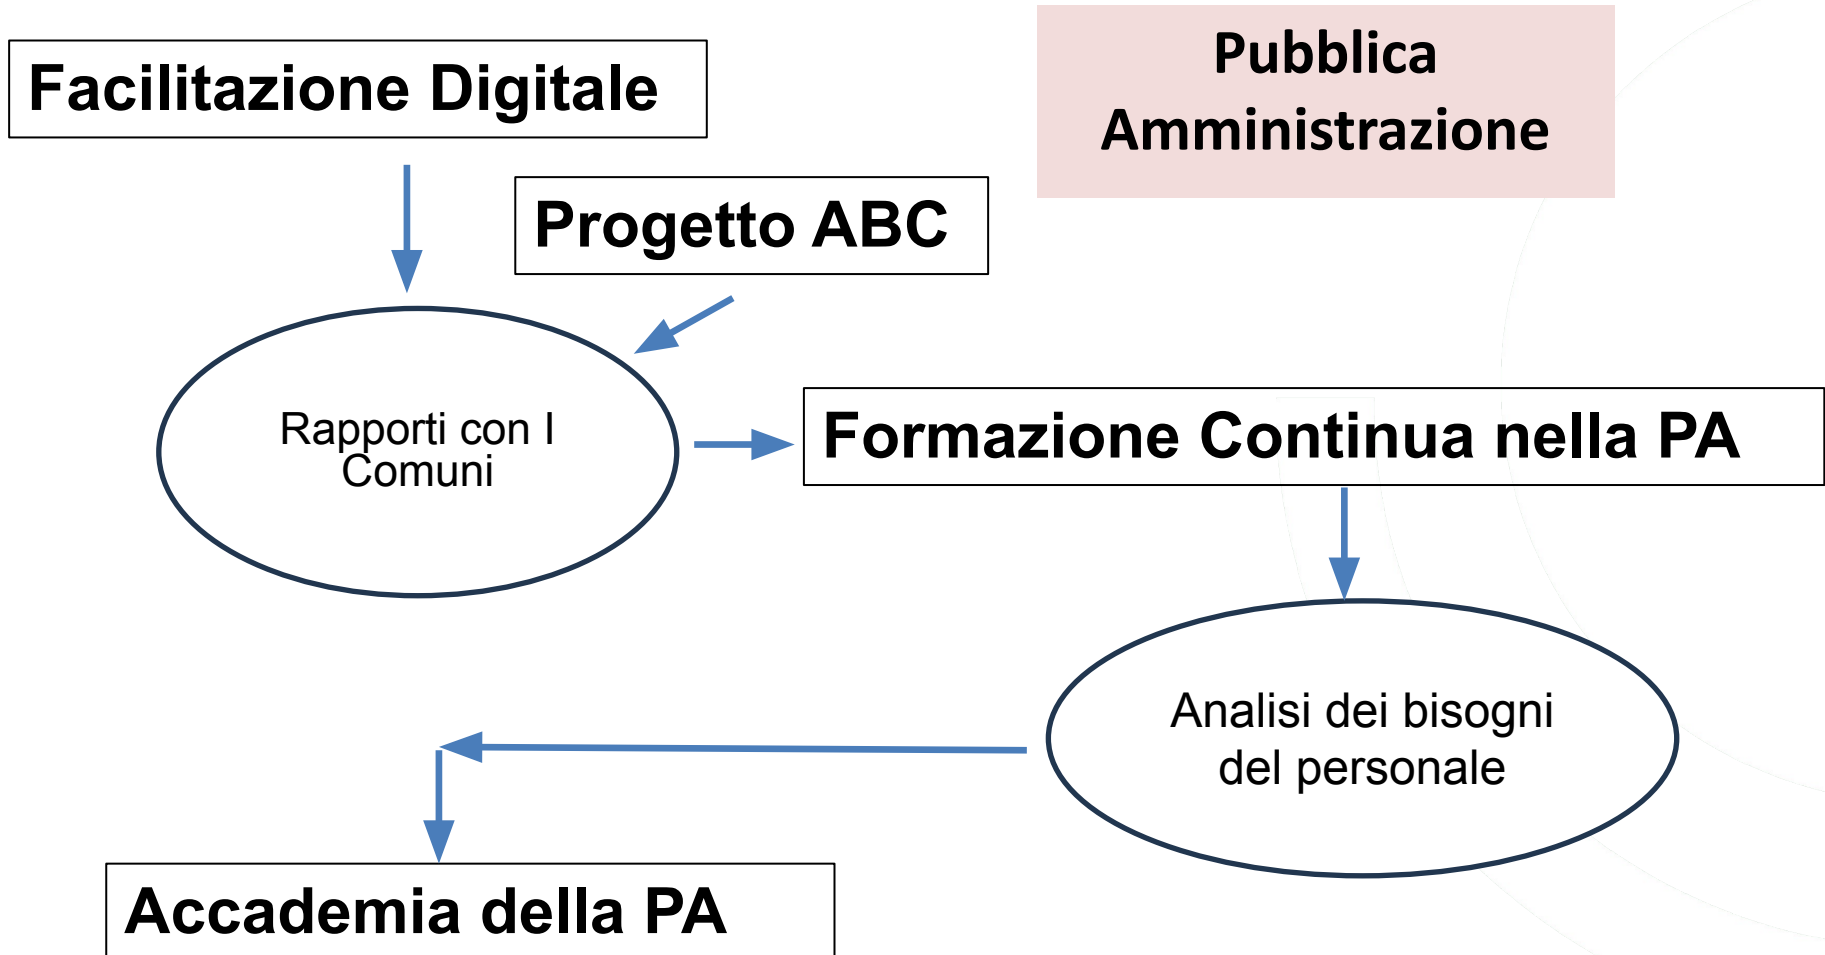 Facilitazione Digitale
Pubblica
Amministrazione
Progetto ABC
Rapporti con I
Comuni
Formazione Continua nella PA
Analisi dei bisogni
del personale
Accademia della PA